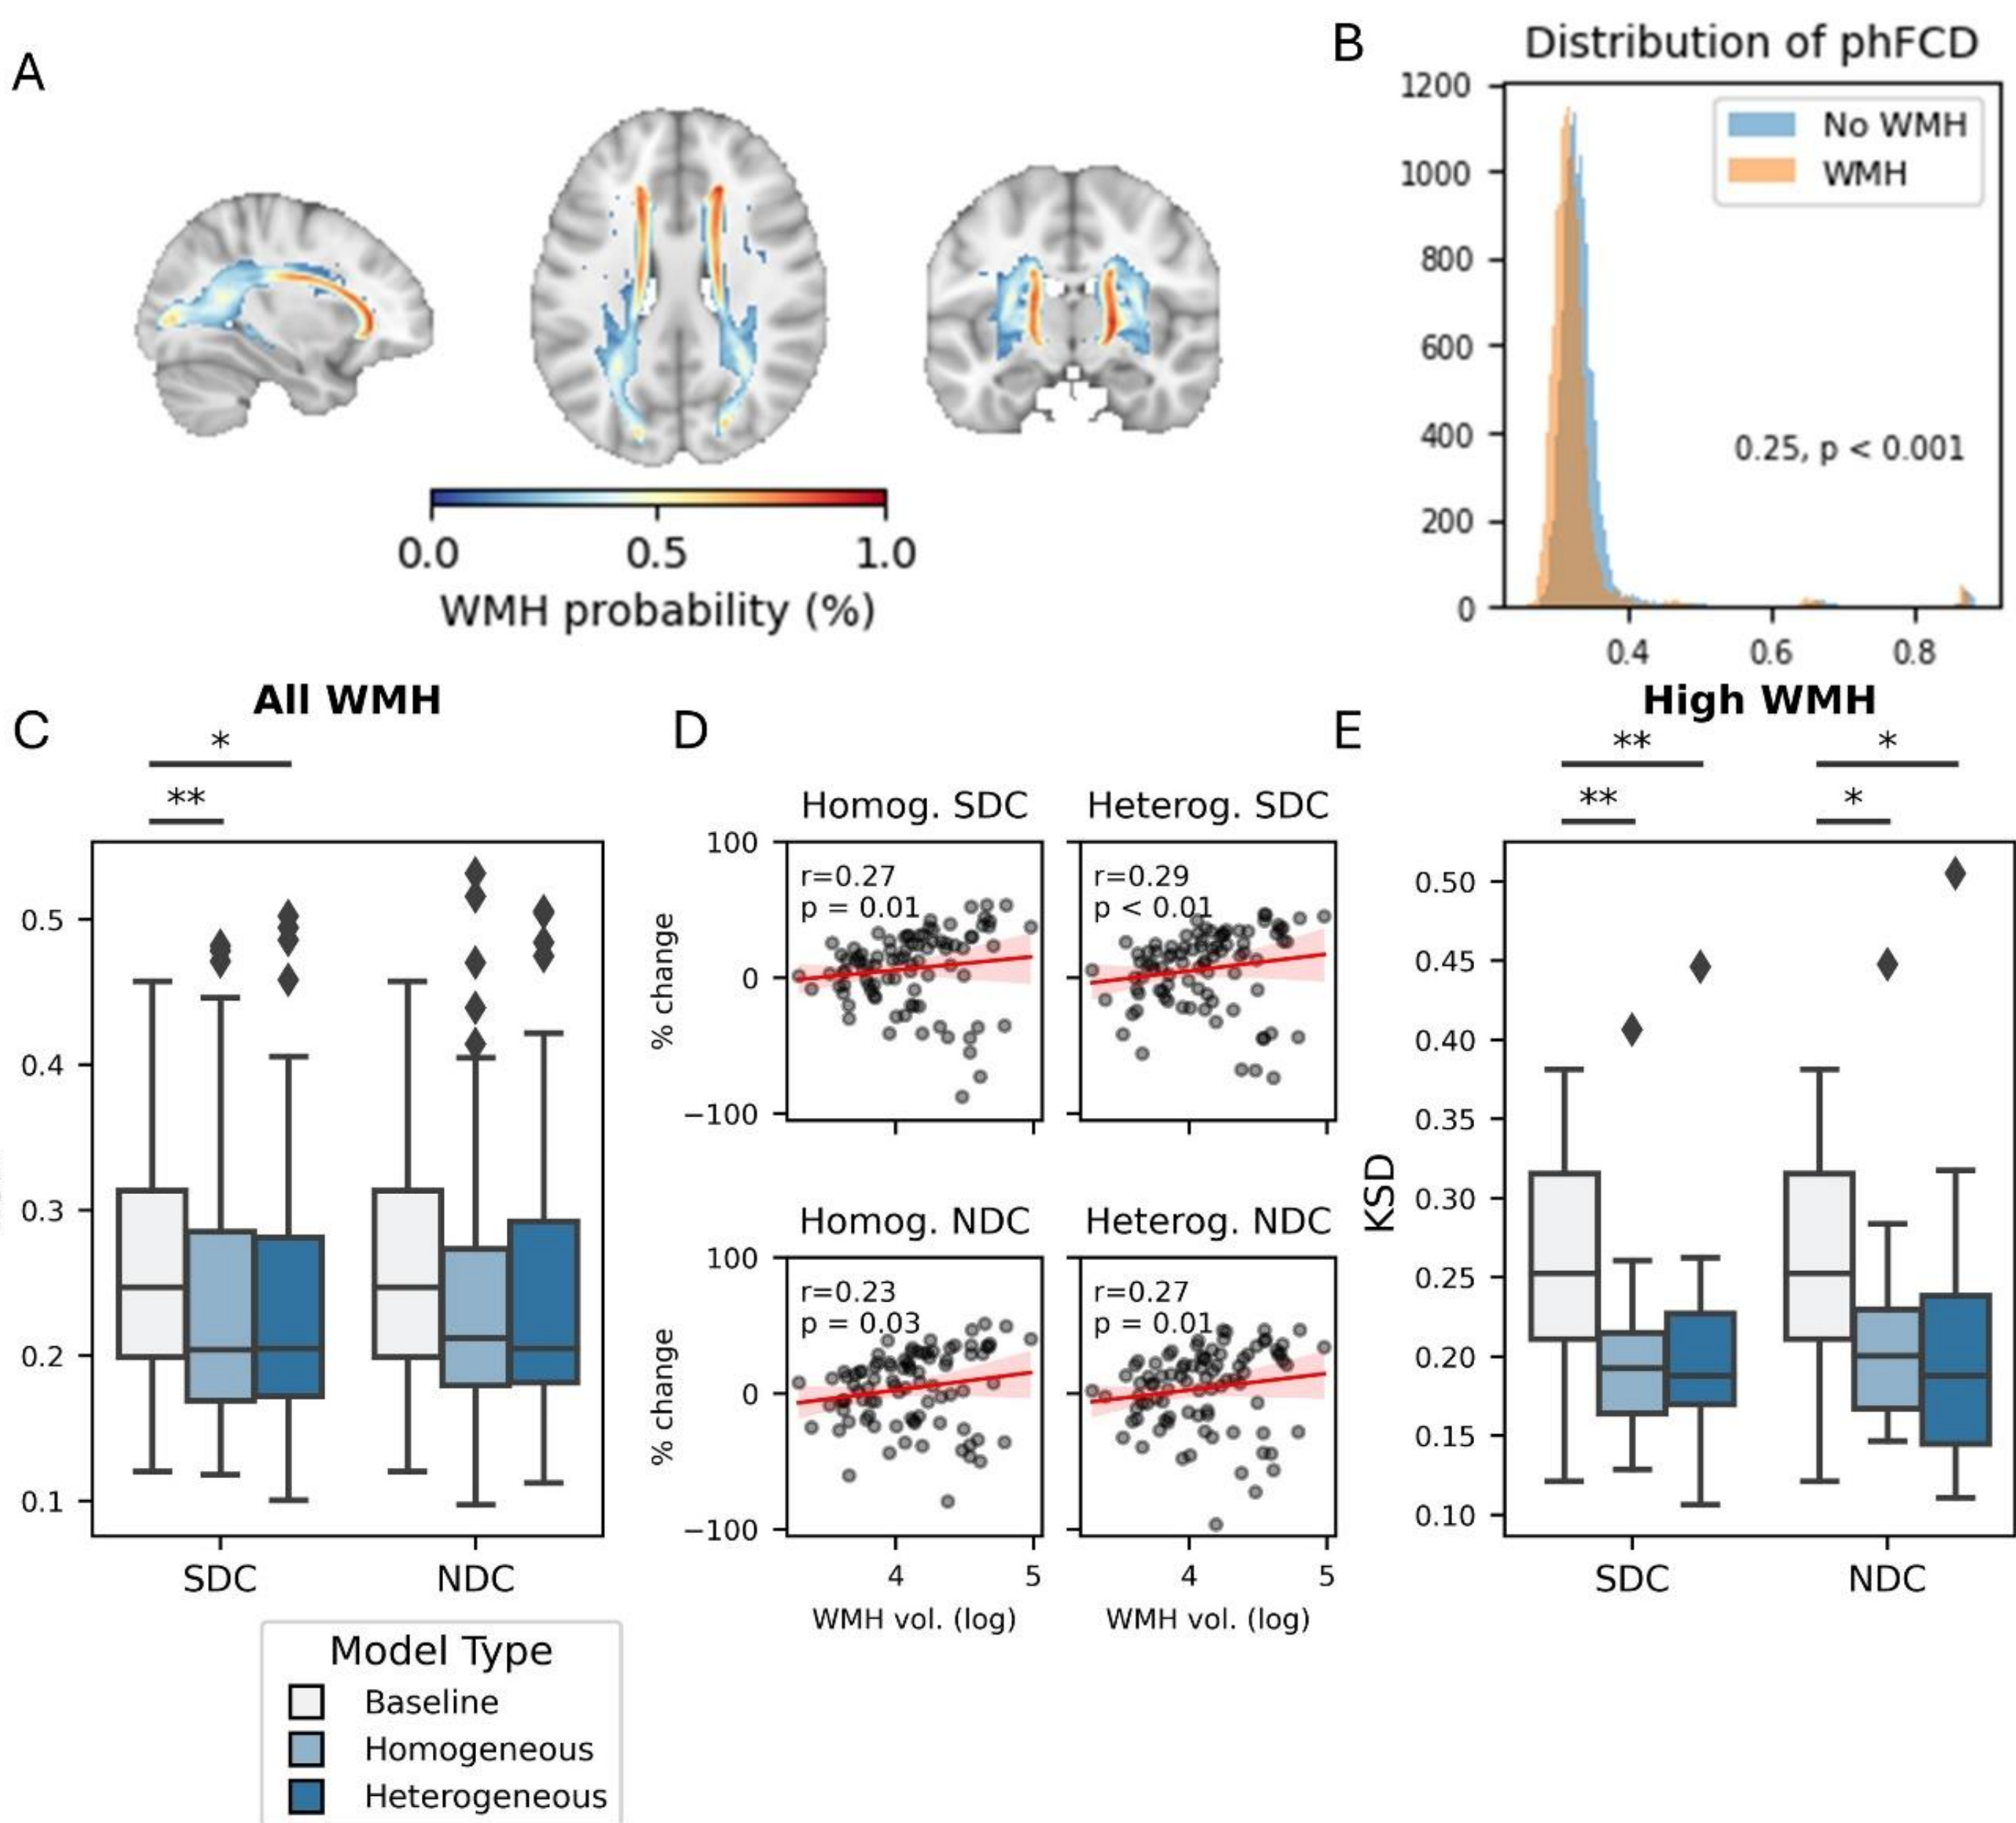 A
0.0 0.5 1.0
WMH probability (%)
B
Distribution of phFCD
1200
1000
800
600
400
200
0
No WMH
WMH
0.25, p < 0.001
0.4 0.6 0.8
C
All WMH
*
**
0.5
0.4
0.3
0.2
0.1
SDC NDC
Model Type
Baseline
Homogeneous
Heterogeneous
D
Homog. SDC
Heterog. SDC
100
0
−100
% change
r=0.27
p = 0.01
r=0.29
p < 0.01
Homog. NDC
Heterog. NDC
100
0
−100
% change
r=0.23
p = 0.03
r=0.27
p = 0.01
4 5
4 5
WMH vol. (log)
WMH vol. (log)
E
High WMH
** *
** *
KSD
0.50
0.45
0.40
0.35
0.30
0.25
0.20
0.15
0.10
SDC NDC